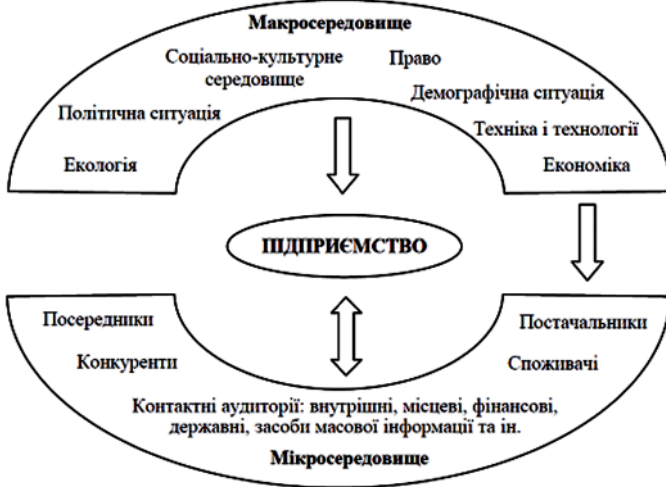 Макросередовище
Соціально-культурне
середовище
Право
Демографічна ситуація
Політична ситуація
Техніка і технології
Екологія
Економіка
ПІДПРИЄМСТВО
Посередники
Постачальники
Конкуренти
Споживачі
Контактні аудиторії: внутрішні, місцеві, фінансові,
державні, засоби масової інформації та ін.
Мікросередовище